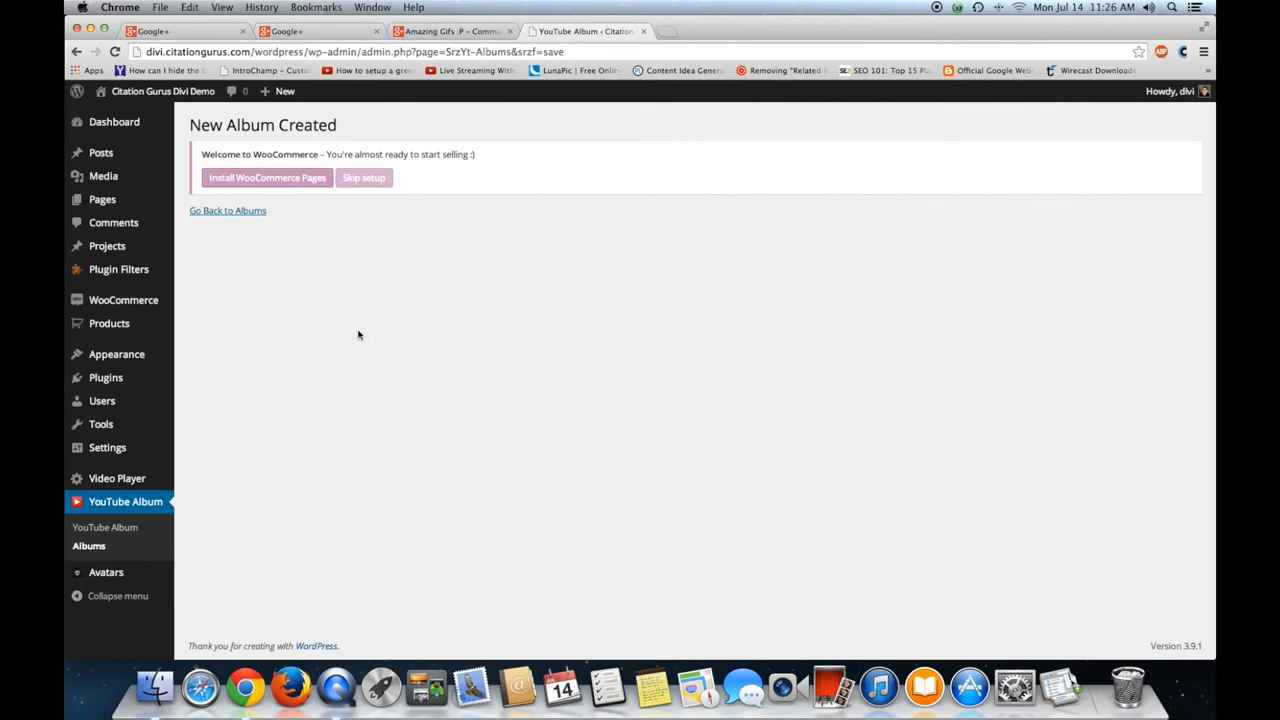 Chrome File Edit View History Bookmarks Window Help Mon Jul 14 11:26 AM
Google+ Google+ Amazing Gifs :P – Commu YouTube Album ‹ Citation
divi.citationgurus.com/wordpress/wp-admin/admin.php?page=SrzYt-Albums&srzf=save
Apps How can I hide the b IntroChamp – Custo How to setup a gree Live Streaming With LunaPic | Free Onlin Content Idea Genera Removing "Related SEO 101: Top 15 Pla Official Google Webm Wirecast Downloads
Citation Gurus Divi Demo 0 New Howdy, divi
Dashboard
Posts
Media
Pages
Comments
Projects
Plugin Filters
WooCommerce
Products
Appearance
Plugins
Users
Tools
Settings
Video Player
YouTube Album
YouTube Album
Albums
Avatars
Collapse menu
New Album Created
Welcome to WooCommerce – You're almost ready to start selling :)
Install WooCommerce Pages Skip setup
Go Back to Albums
Thank you for creating with WordPress. Version 3.9.1
14